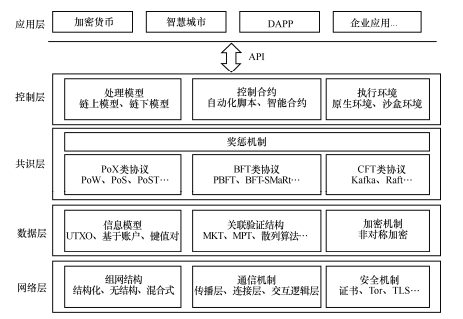 应用层
加密货币
智慧城市
DAPP
企业应用...
API
控制层
处理模型
链上模型、链下模型
控制合约
自动化脚本、智能合约
执行环境
原生环境、沙盒环境
共识层
奖惩机制
PoX类协议
PoW、PoS、PoST…
BFT类协议
PBFT、BFT-SMaRt…
CFT类协议
Kafka、Raft…
数据层
信息模型
UTXO、基于账户、键值对
关联验证结构
MKT、MPT、散列算法…
加密机制
非对称加密
网络层
组网结构
结构化、无结构、混合式
通信机制
传播层、连接层、交互逻辑层
安全机制
证书、Tor、TLS…